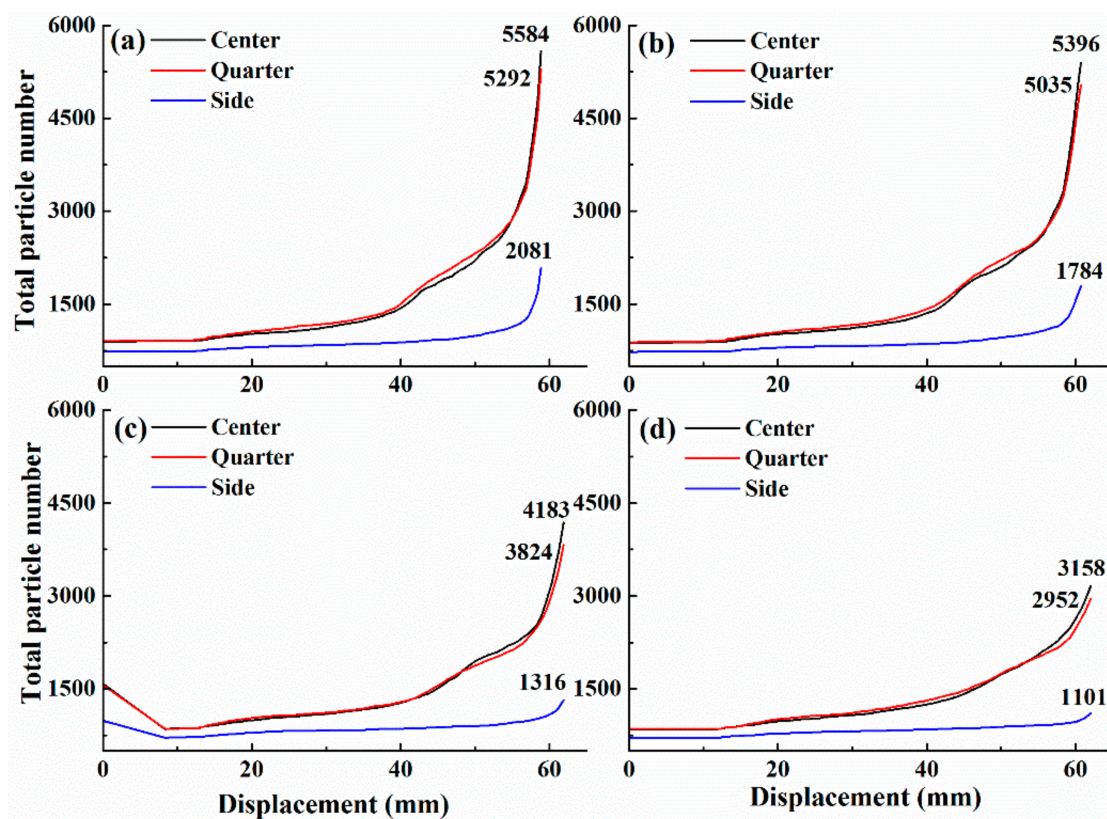 6000
4500
3000
1500
Total particle number
(a)
Center
Quarter
Side
5584
5292
2081
0
20
40
60
6000
4500
3000
1500
(b)
Center
Quarter
Side
5396
5035
1784
0
20
40
60
6000
4500
3000
1500
Total particle number
(c)
Center
Quarter
Side
4183
3824
1316
0
20
40
60
Displacement (mm)
6000
4500
3000
1500
(d)
Center
Quarter
Side
3158
2952
1101
0
20
40
60
Displacement (mm)